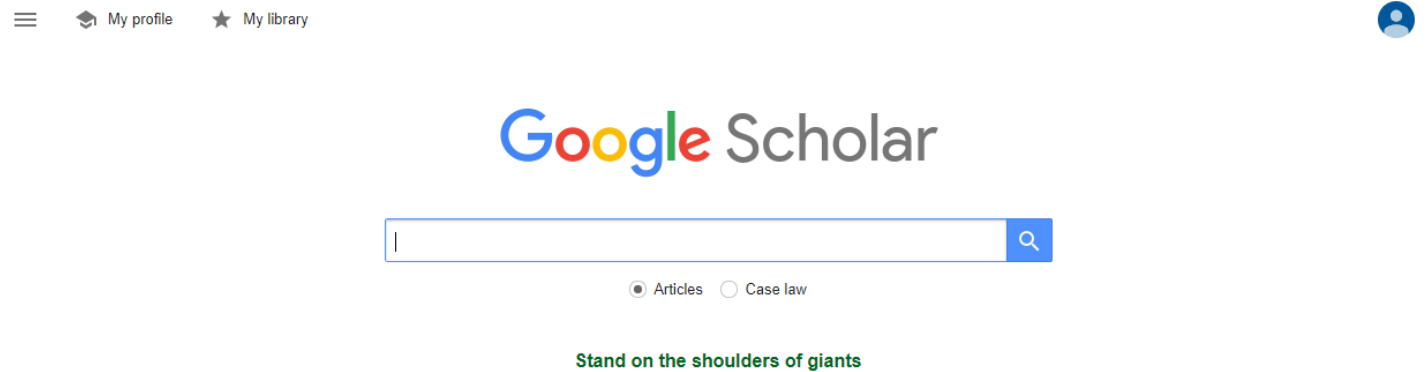 My profile My library
Google Scholar
Articles Case law
Stand on the shoulders of giants